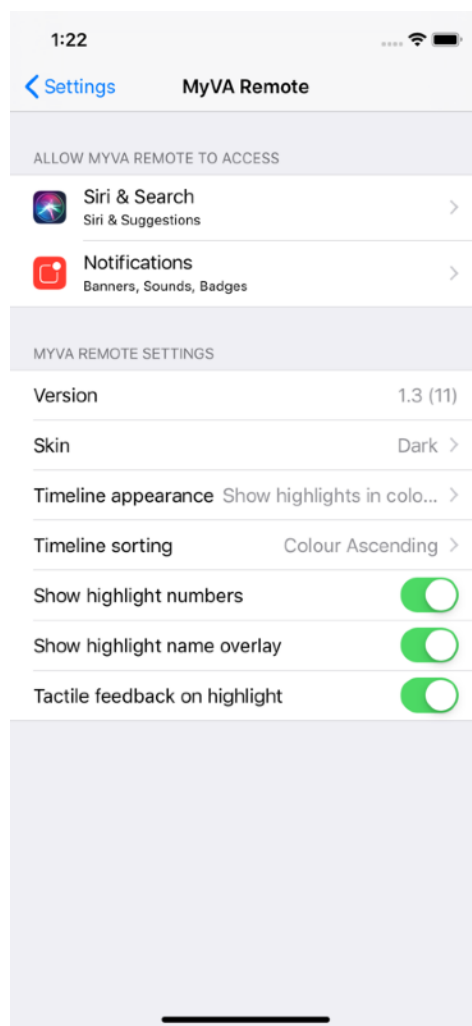 1:22
Settings
MyVA Remote
ALLOW MYVA REMOTE TO ACCESS
Siri & Search
Siri & Suggestions
Notifications
Banners, Sounds, Badges
MYVA REMOTE SETTINGS
Version 1.3 (11)
Skin Dark
Timeline appearance Show highlights in colo...
Timeline sorting Colour Ascending
Show highlight numbers
Show highlight name overlay
Tactile feedback on highlight